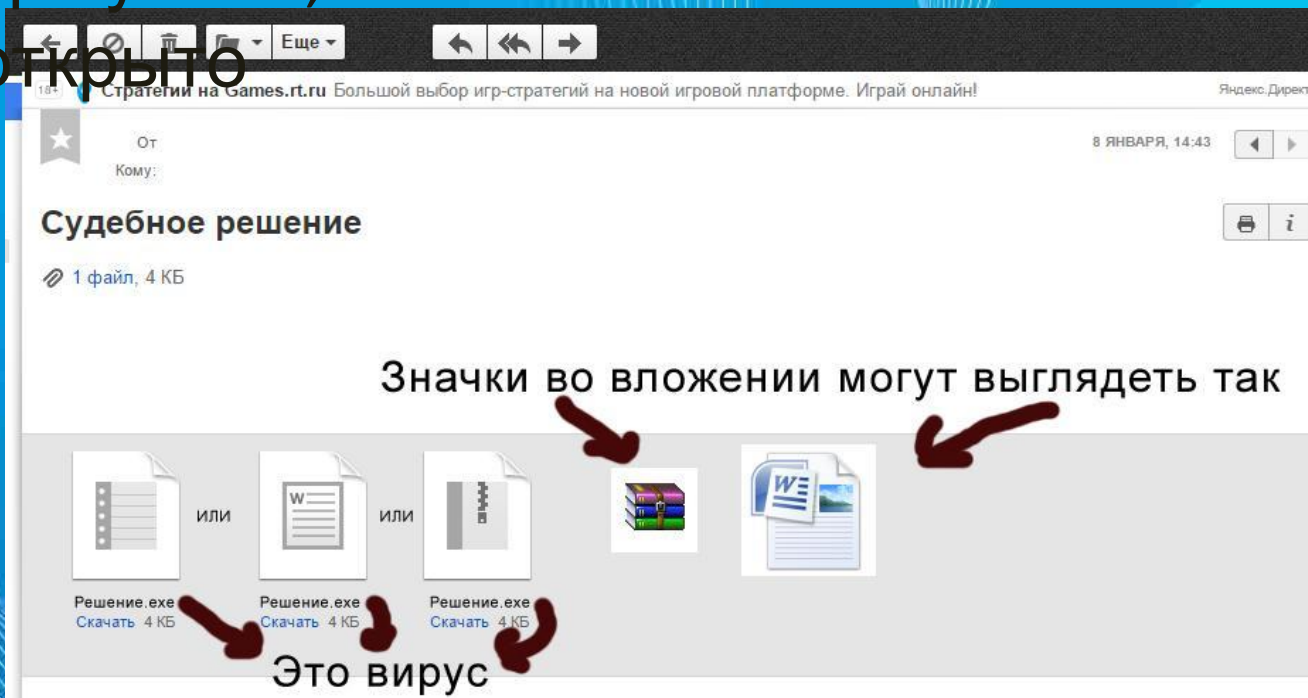 Еще
открыто
18+ Стратегии на Games.rt.ru Большой выбор игр-стратегий на новой игровой платформе. Играй онлайн! Яндекс.Директ
От 8 ЯНВАРЯ, 14:43
Кому:
Судебное решение
i
1 файл, 4 КБ
Значки во вложении могут выглядеть так
W W
или или
Решение.exe Решение.exe Решение.exe
Скачать 4 КБ Скачать 4 КБ Скачать 4 КБ
Это вирус